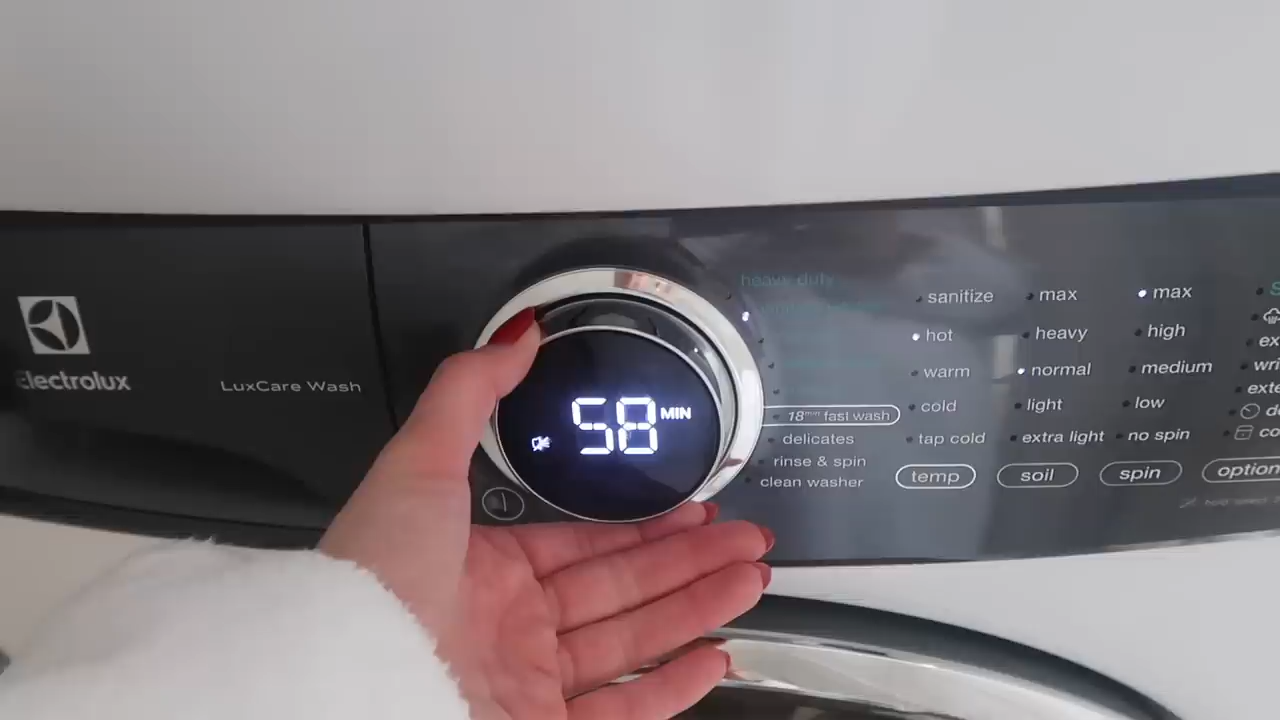 Electrolux
LuxCare Wash
58 MIN
heavy duty
18min fast wash
delicates
rinse & spin
clean washer
sanitize
hot
warm
cold
tap cold
temp
max
heavy
normal
light
extra light
soil
max
high
medium
low
no spin
spin
option